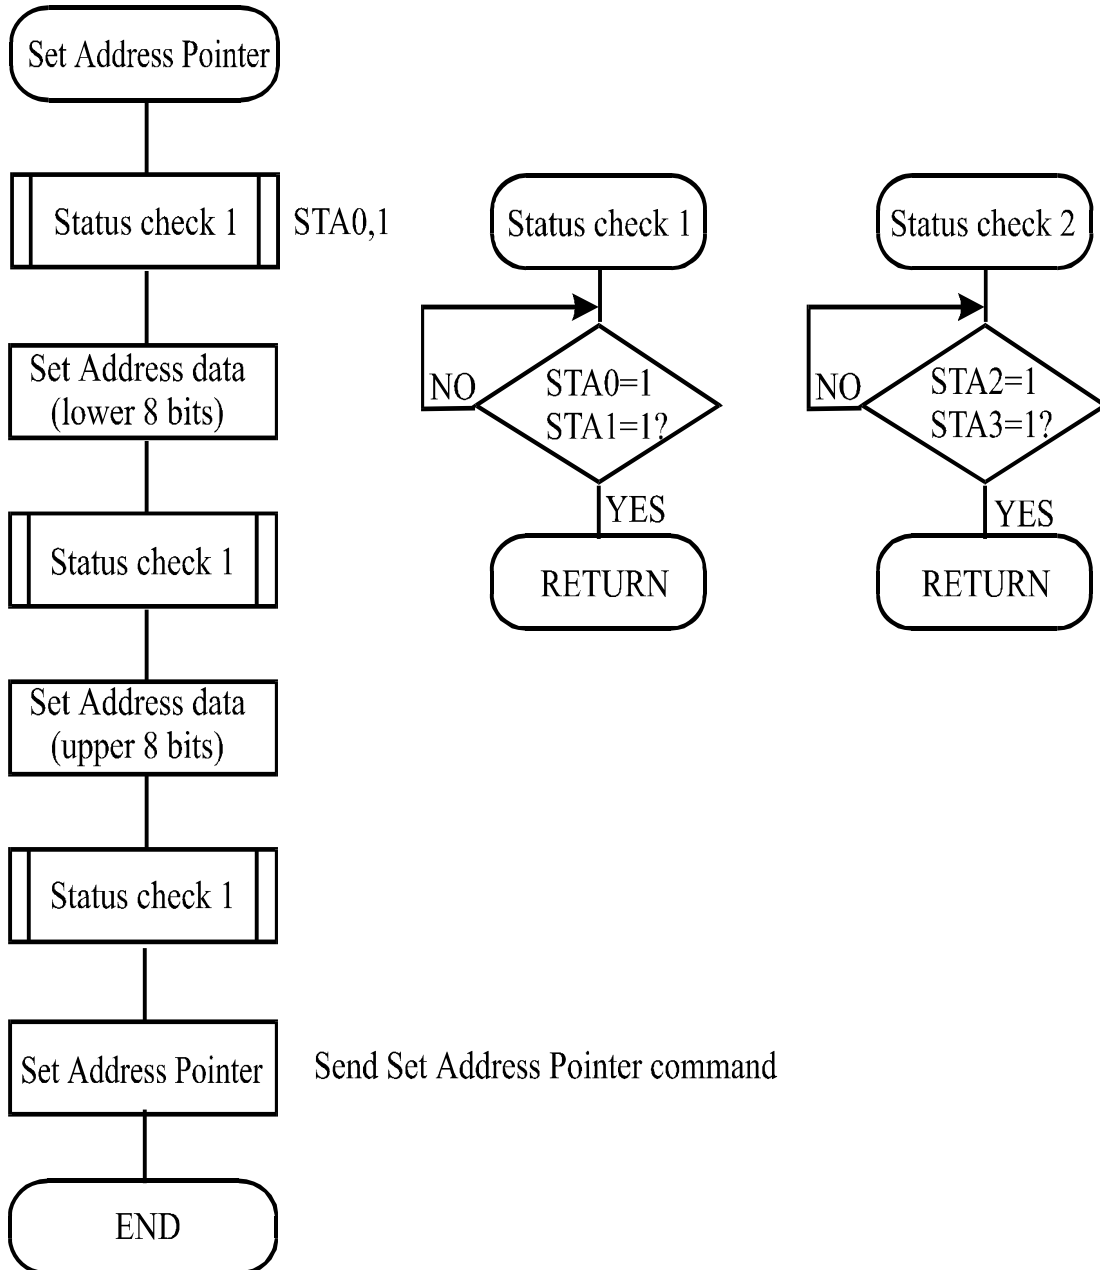 Set Address Pointer
Status check 1
STA0,1
Set Address data
(lower 8 bits)
Status check 1
Set Address data
(upper 8 bits)
Status check 1
Set Address Pointer
Send Set Address Pointer command
END
Status check 1
NO
STA0=1
STA1=1?
YES
RETURN
Status check 2
NO
STA2=1
STA3=1?
YES
RETURN